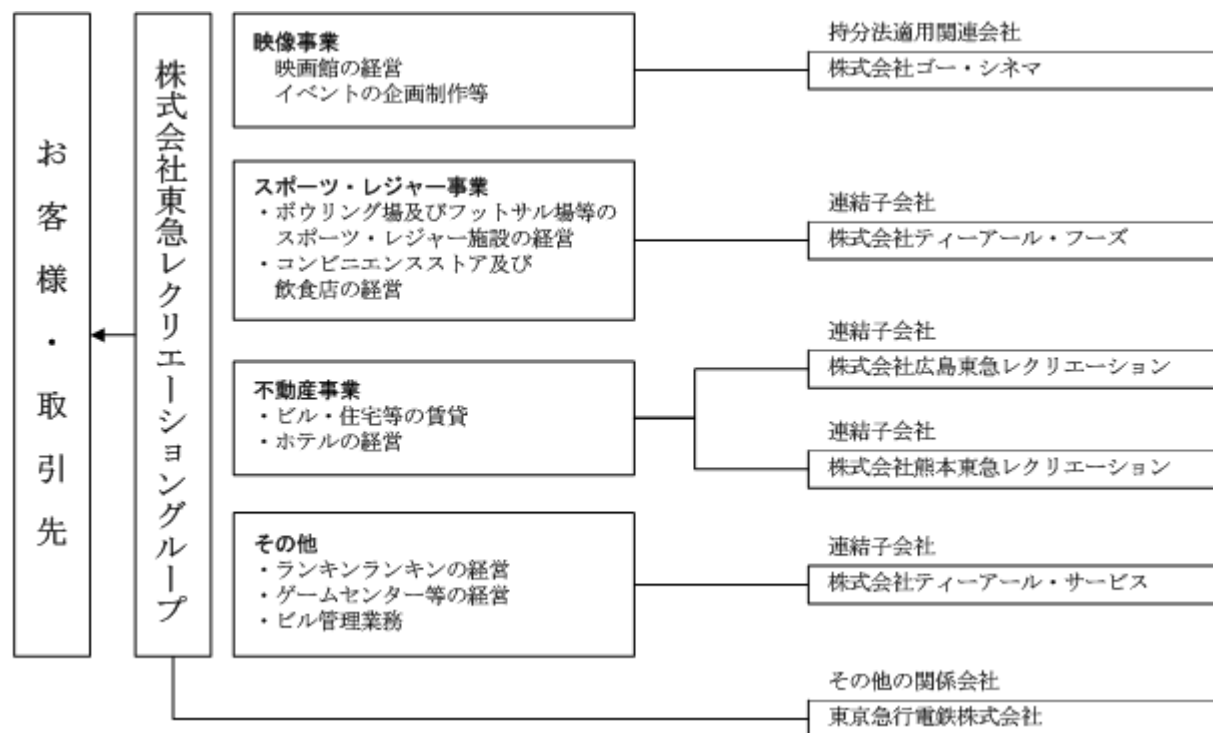 お客様・取引先
株式会社東急レクリエーショングループ
映像事業
映画館の経営
イベントの企画制作等
持分法適用関連会社
株式会社ゴー・シネマ
スポーツ・レジャー事業
・ボウリング場及びフットサル場等の
スポーツ・レジャー施設の経営
・コンビニエンスストア及び
飲食店の経営
連結子会社
株式会社ティーアール・フーズ
不動産事業
・ビル・住宅等の賃貸
・ホテルの経営
連結子会社
株式会社広島東急レクリエーション
連結子会社
株式会社熊本東急レクリエーション
その他
・ランキンランキンの経営
・ゲームセンター等の経営
・ビル管理業務
連結子会社
株式会社ティーアール・サービス
その他の関係会社
東京急行電鉄株式会社